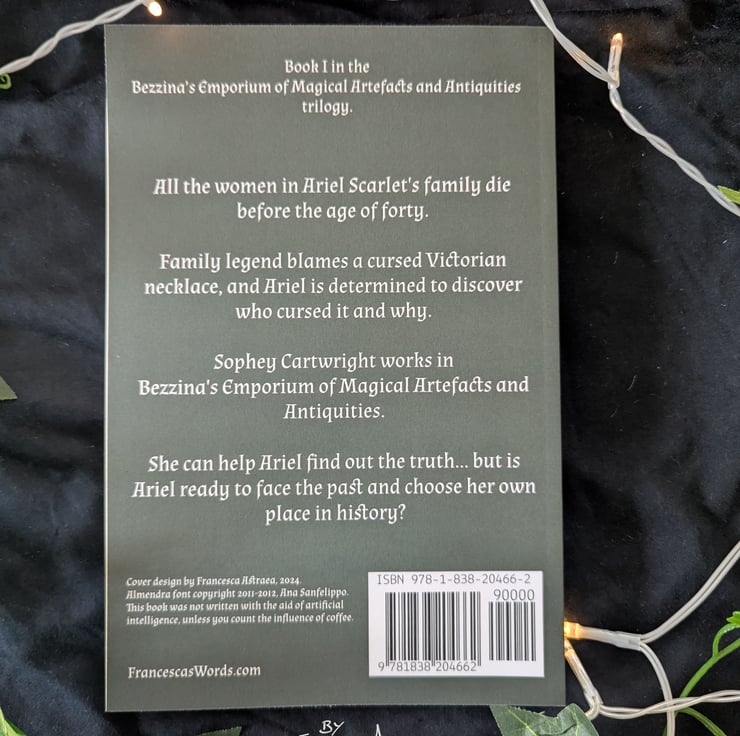 Book I in the
Bezzina's Emporium of Magical Artefacts and Antiquities
trilogy.
All the women in Ariel Scarlet's family die
before the age of forty.
Family legend blames a cursed Victorian
necklace, and Ariel is determined to discover
who cursed it and why.
Sophey Cartwright works in
Bezzina's Emporium of Magical Artefacts and
Antiquities.
She can help Ariel find out the truth... but is
Ariel ready to face the past and choose her own
place in history?
Cover design by Francesca Astraea, 2024.
Almendra font copyright 2011-2012, Ana Sanfelippo.
This book was not written with the aid of artificial
intelligence, unless you count the influence of coffee.
FrancescasWords.com
ISBN 978-1-838-20466-2
90000
9 781838 204662
BY